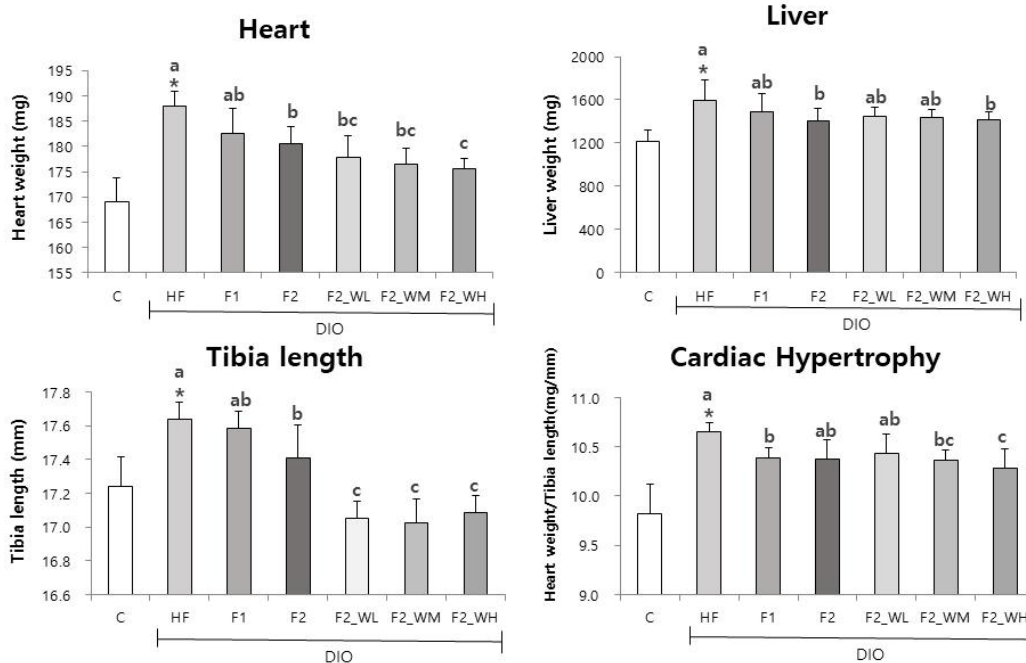 Heart
Heart weight (mg)
195
190
185
180
175
170
165
160
155
a
*
ab
b
bc
bc
c
C HF F1 F2 F2_WL F2_WM F2_WH
DIO
Liver
Liver weight (mg)
2000
1600
1200
800
400
0
a
*
ab
b
ab
ab
b
C HF F1 F2 F2_WL F2_WM F2_WH
DIO
Tibia length
Tibia length (mm)
17.8
17.6
17.4
17.2
17.0
16.8
16.6
a
*
ab
b
c
c
c
C HF F1 F2 F2_WL F2_WM F2_WH
DIO
Cardiac Hypertrophy
Heart weight/Tibia length(mg/mm)
11.0
10.5
10.0
9.5
9.0
a
*
b
ab
ab
bc
c
C HF F1 F2 F2_WL F2_WM F2_WH
DIO